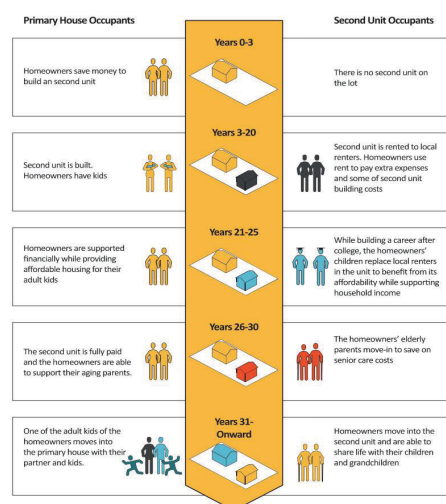 Primary House Occupants
Second Unit Occupants
Years 0-3
Homeowners save money to
build an second unit
There is no second unit on
the lot
Years 3-20
Second unit is built.
Homeowners have kids
Second unit is rented to local
renters. Homeowners use
rent to pay extra expenses
and some of second unit
building costs
Years 21-25
Homeowners are supported
financially while providing
affordable housing for their
adult kids
While building a career after
college, the homeowners'
children replace local renters
in the unit to benefit from its
affordability while supporting
household income
Years 26-30
The second unit is fully paid
and the homeowners are able
to support their aging parents.
The homeowners' elderly
parents move-in to save on
senior care costs
Years 31-
Onward
One of the adult kids of the
homeowners moves into
the primary house with their
partner and kids.
Homeowners move into the
second unit and are able to
share life with their children
and grandchildren